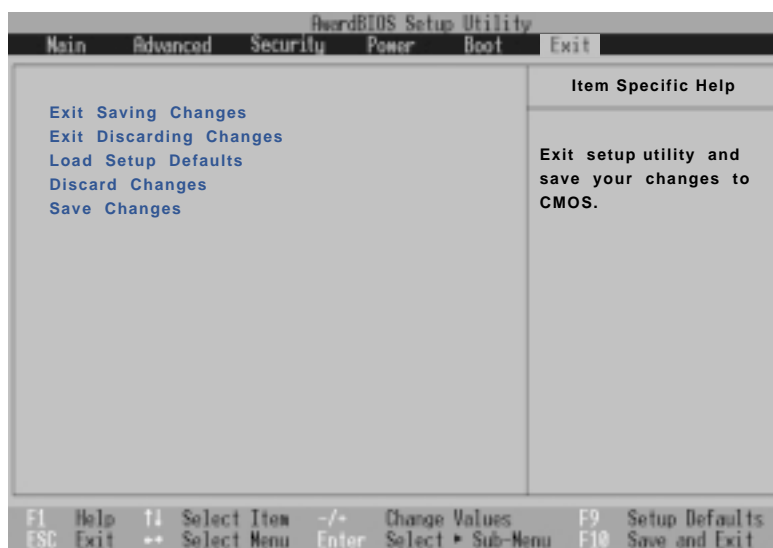 AwardBIOS Setup Utility
Main Advanced Security Power Boot Exit
Item Specific Help
Exit Saving Changes
Exit Discarding Changes
Load Setup Defaults
Discard Changes
Save Changes
Exit setup utility and
save your changes to
CMOS.
F1 Help ↑↓ Select Item -/+ Change Values F9 Setup Defaults
ESC Exit ↔ Select Menu Enter Select ▸ Sub-Menu F10 Save and Exit